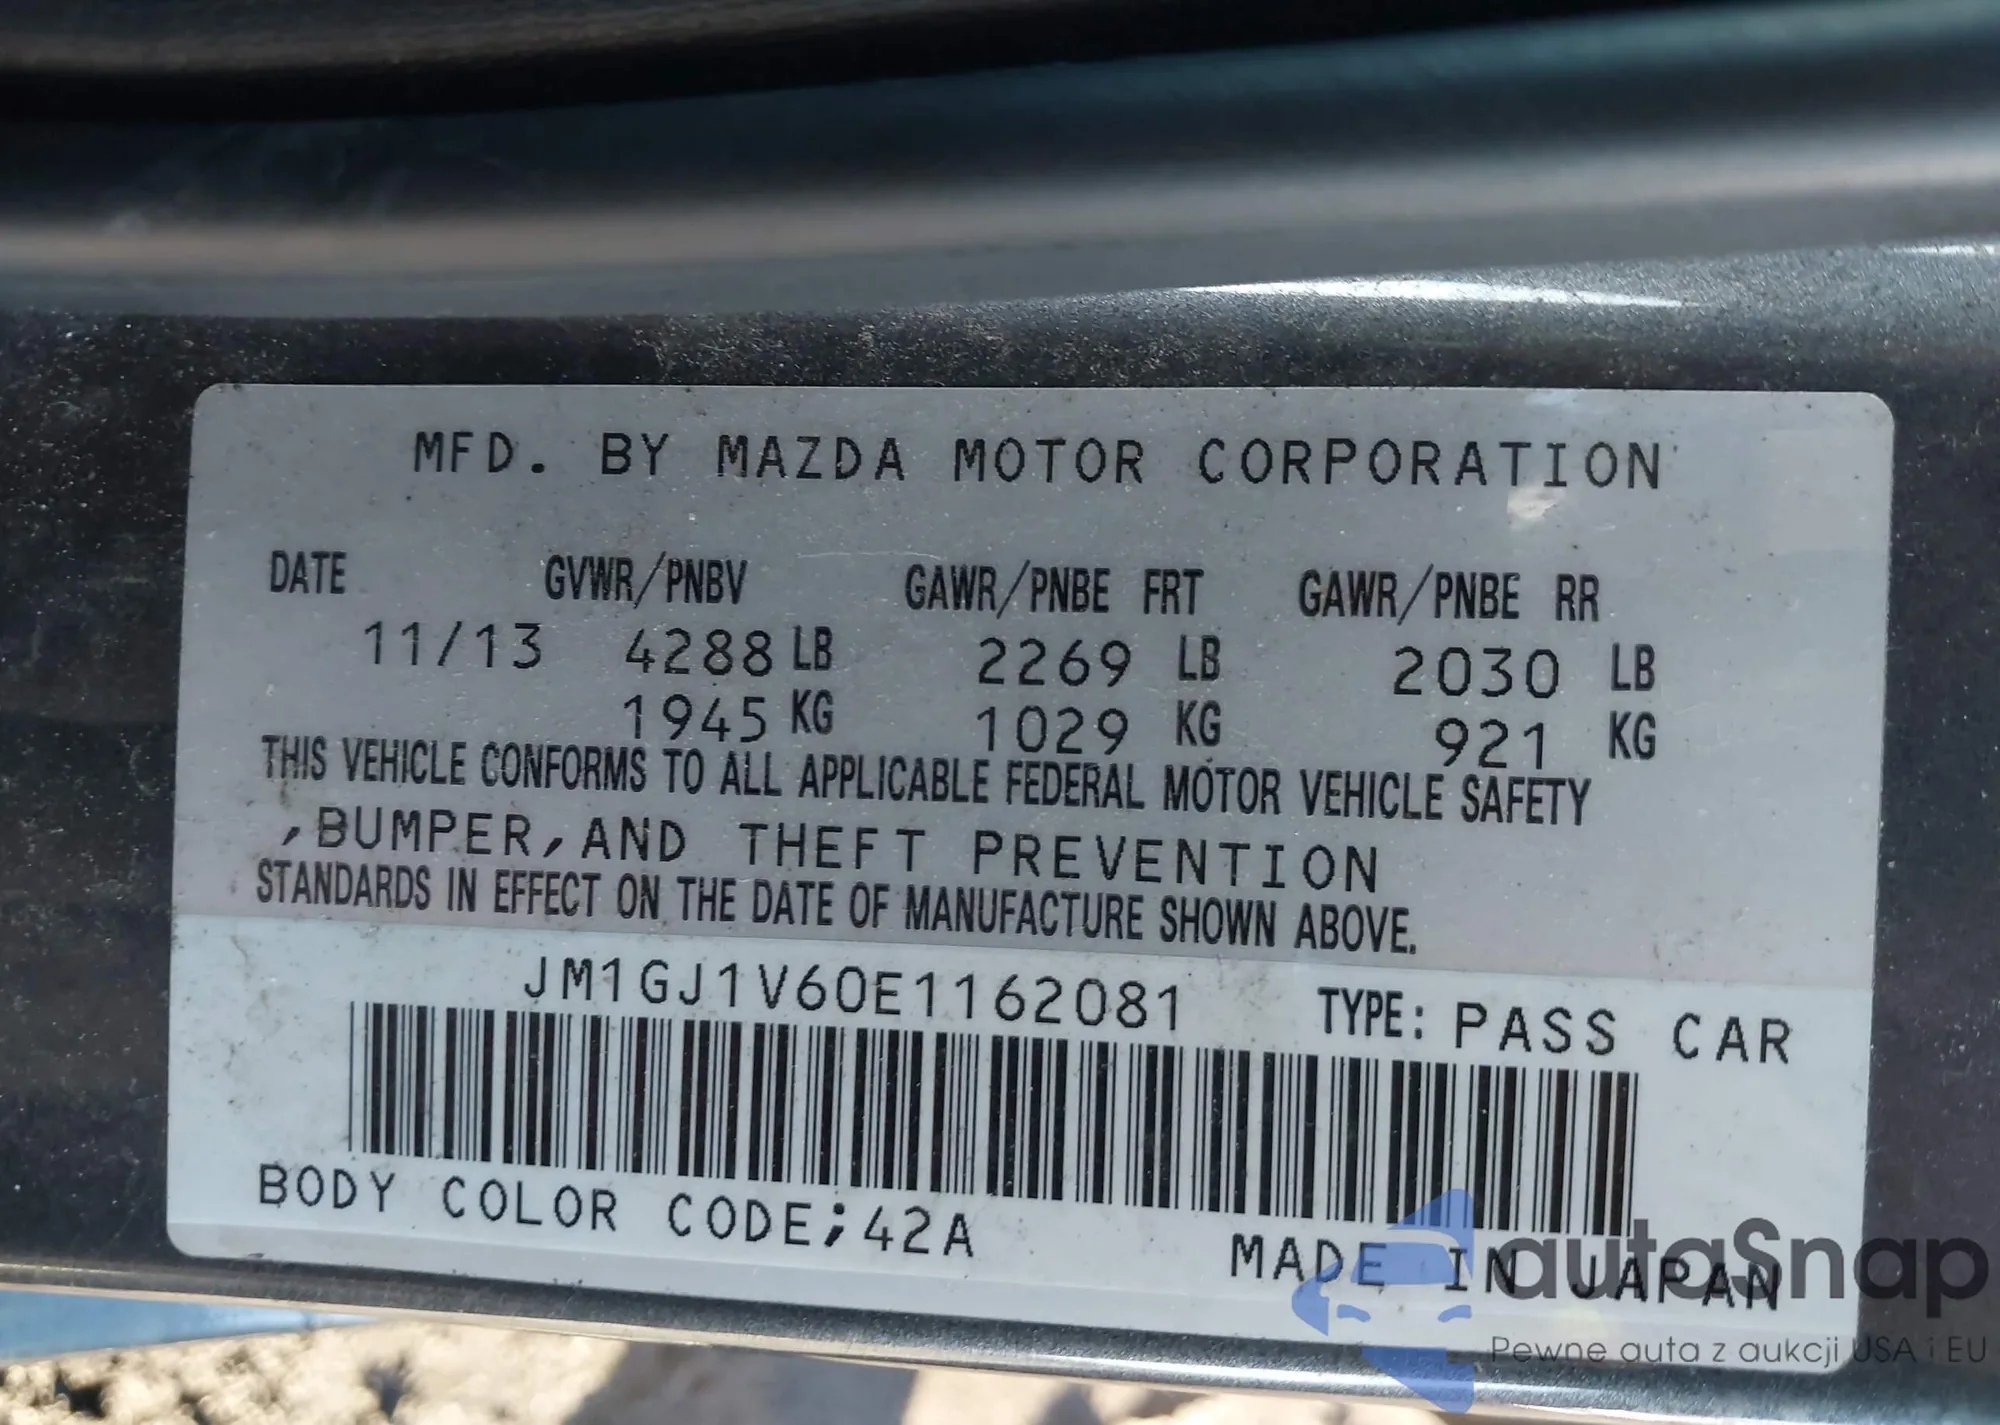 MFD. BY MAZDA MOTOR CORPORATION
DATE GVWR/PNBV GAWR/PNBE FRT GAWR/PNBE RR
11/13 4288 LB 2269 LB 2030 LB
1945 KG 1029 KG 921 KG
THIS VEHICLE CONFORMS TO ALL APPLICABLE FEDERAL MOTOR VEHICLE SAFETY
,BUMPER,AND THEFT PREVENTION
STANDARDS IN EFFECT ON THE DATE OF MANUFACTURE SHOWN ABOVE.
JM1GJ1V60E1162081 TYPE: PASS CAR
BODY COLOR CODE;42A
MADE IN JAPAN
autaSnap
Pewne auta z aukcji USA i EU